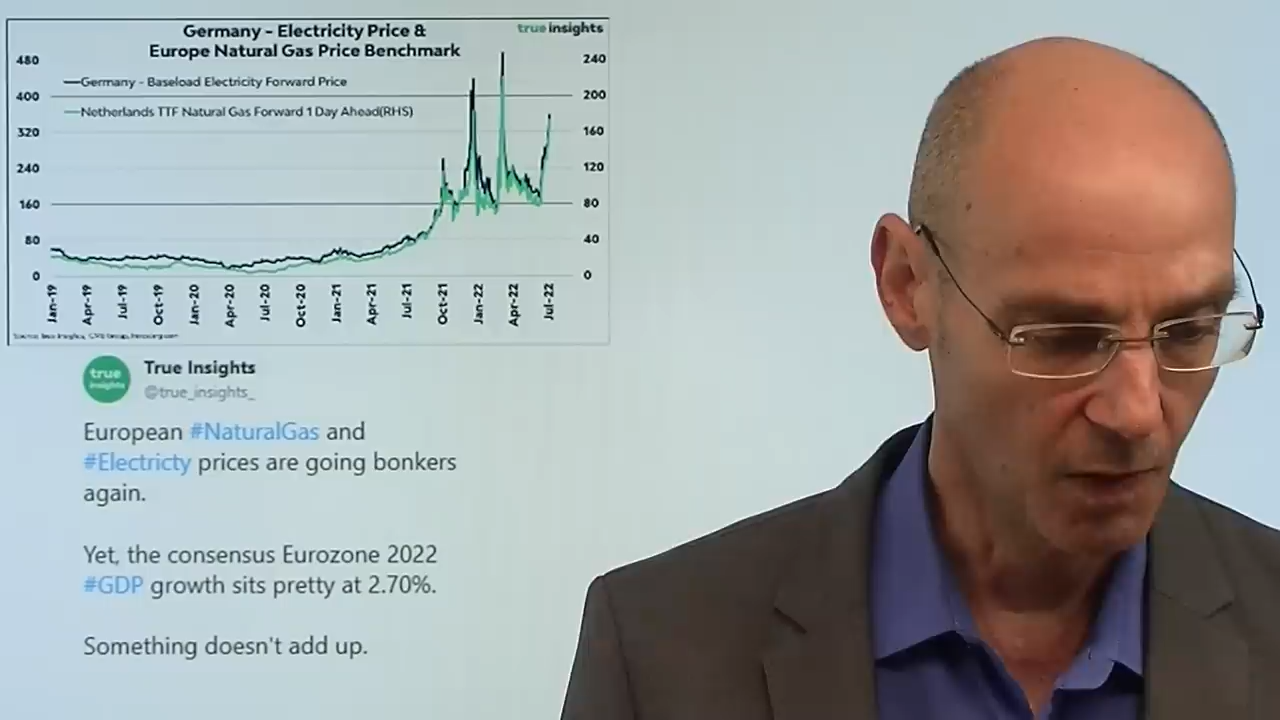 Germany - Electricity Price &
Europe Natural Gas Price Benchmark
true insights
Germany - Baseload Electricity Forward Price
Netherlands TTF Natural Gas Forward 1 Day Ahead(RHS)
480
400
320
240
160
80
0
240
200
160
120
80
40
0
Jan-19
Apr-19
Jul-19
Oct-19
Jan-20
Apr-20
Jul-20
Oct-20
Jan-21
Apr-21
Jul-21
Oct-21
Jan-22
Apr-22
Jul-22
Source: True Insights,
true
insights
True Insights
@true_insights_
European #NaturalGas and
#Electricty prices are going bonkers
again.
Yet, the consensus Eurozone 2022
#GDP growth sits pretty at 2.70%.
Something doesn't add up.